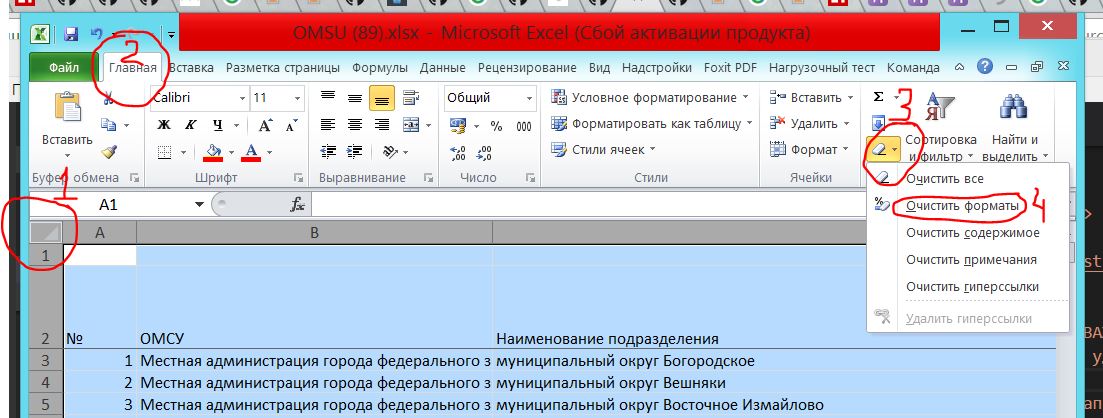 OMSU (89).xlsx - Microsoft Excel (Сбой активации продукта)
2
Файл Главная Вставка Разметка страницы Формулы Данные Рецензирование Вид Надстройки Foxit PDF Нагрузочный тест Команда
Вставить
Буфер обмена
Calibri 11
Ж К Ч A A
Шрифт
Выравнивание
Общий
% 000
Число
Условное форматирование
Форматировать как таблицу
Стили ячеек
Стили
Вставить
Удалить
Формат
Ячейки
Σ
3
Сортировка и фильтр
Найти и выделить
Очистить все
Очистить форматы 4
Очистить содержимое
Очистить примечания
Очистить гиперссылки
Удалить гиперссылки
1
A1 fx
A B
1
2 № ОМСУ Наименование подразделения
3 1 Местная администрация города федерального з муниципальный округ Богородское
4 2 Местная администрация города федерального з муниципальный округ Вешняки
5 3 Местная администрация города федерального з муниципальный округ Восточное Измайлово